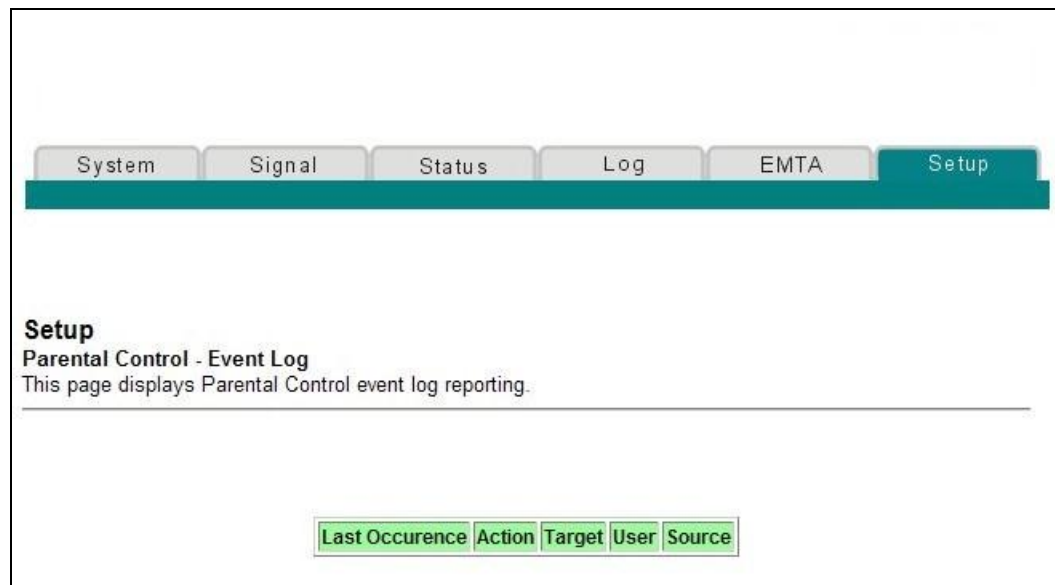 System Signal Status Log EMTA Setup
Setup
Parental Control - Event Log
This page displays Parental Control event log reporting.
Last Occurence Action Target User Source